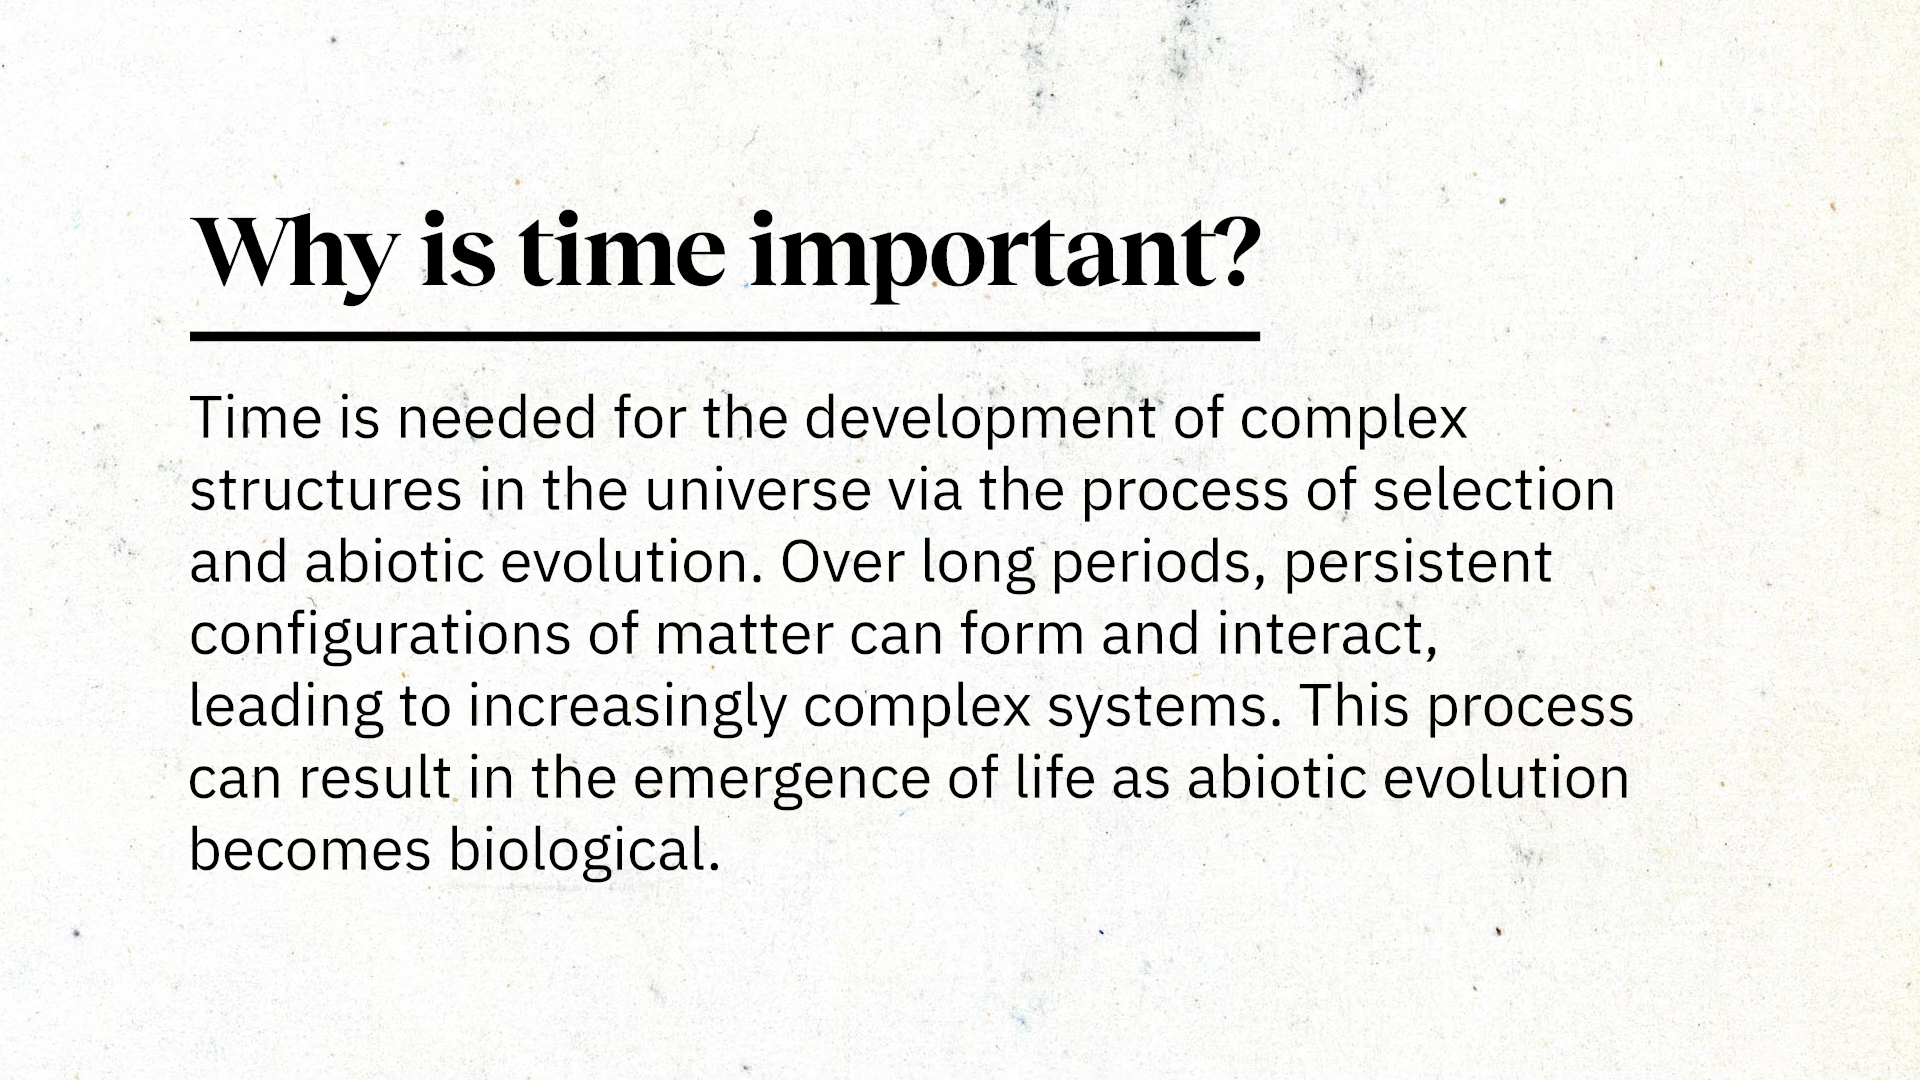 Why is time important?
Time is needed for the development of complex
structures in the universe via the process of selection
and abiotic evolution. Over long periods, persistent
configurations of matter can form and interact,
leading to increasingly complex systems. This process
can result in the emergence of life as abiotic evolution
becomes biological.